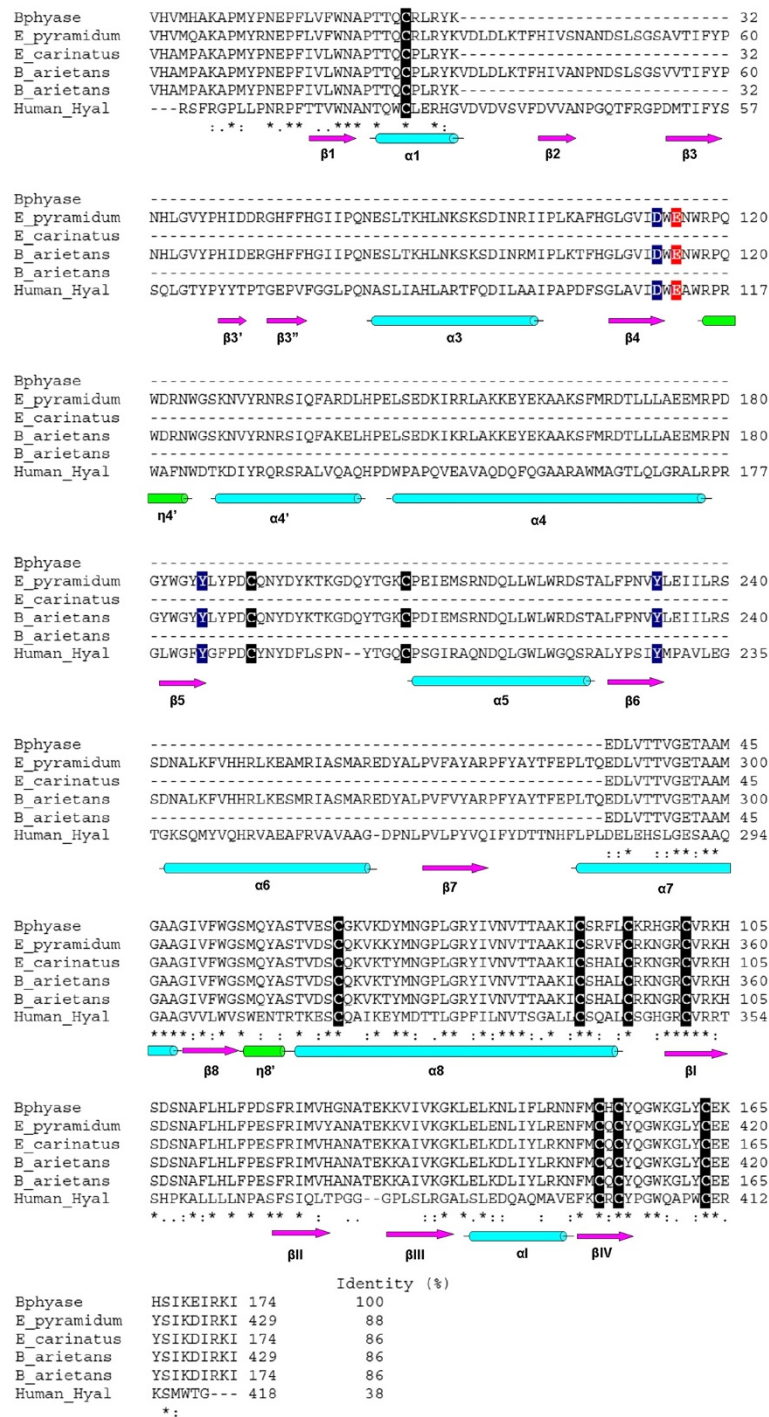 Bphyase VHVMHAKAPMYPNEPFLVFWNAPTTQCRLRYK---------------------------- 32
E_pyramidum VHVMQAKAPMYPNEPFLVFWNAPTTQCRLRYKVDLDLKTFHIVSNANDSLSGSAVTIFYP 60
E_carinatus VHAMPAKAPMYPNEPFIVLWNAPTTQCPLRYK---------------------------- 32
B_arietans VHAMPAKAPMYPNEPFIVLWNAPTTQCPLRYKVDLDLKTFHIVANPNDSLSGSVVTIFYP 60
B_arietans VHAMPAKAPMYPNEPFIVLWNAPTTQCPLRYK---------------------------- 32
Human_Hyal ---RSFRGPLLPNRPFTTVWNANTQWCLERHGVDVDVSVFDVVANPGQTFRGPDMTIFYS 57
:.*: *.** ..*** * * *:
β1 α1 β2 β3
Bphyase ------------------------------------------------------------
E_pyramidum NHLGVYPHIDDRGHFFHGIIPQNESLTKHLNKSKSDINRIIPLKAFHGLGVIDWENWRPQ 120
E_carinatus ------------------------------------------------------------
B_arietans NHLGVYPHIDERGHFFHGIIPQNESLTKHLNKSKSDINRMIPLKTFHGLGVIDWENWRPQ 120
B_arietans ------------------------------------------------------------
Human_Hyal SQLGTYPYYTPTGEPVFGGLPQNASLIAHLARTFQDILAAIPAPDFSGLAVIDWEAWRPR 117
β3' β3" α3 β4
Bphyase ------------------------------------------------------------
E_pyramidum WDRNWGSKNVYRNRSIQFARDLHPELSEDKIRRLAKKEYEKAAKSFMRDTLLLAEEMRPD 180
E_carinatus ------------------------------------------------------------
B_arietans WDRNWGSKNVYRNRSIQFAKELHPELSEDKIKRLAKKEYEKAAKSFMRDTLLLAEEMRPN 180
B_arietans ------------------------------------------------------------
Human_Hyal WAFNWDTKDIYRQRSRALVQAQHPDWPAPQVEAVAQDQFQGAARAWMAGTLQLGRALRPR 177
η4' α4' α4
Bphyase ------------------------------------------------------------
E_pyramidum GYWGYYLYPDCQNYDYKTKGDQYTGKCPEIEMSRNDQLLWLWRDSTALFPNVYLEIILRS 240
E_carinatus ------------------------------------------------------------
B_arietans GYWGYYLYPDCQNYDYKTKGDQYTGKCPDIEMSRNDQLLWLWRDSTALFPNVYLEIILRS 240
B_arietans ------------------------------------------------------------
Human_Hyal GLWGFYGFPDCYNYDFLSPN--YTGQCPSGIRAQNDQLGWLWGQSRALYPSIYMPAVLEG 235
β5 α5 β6
Bphyase -----------------------------------------------EDLVTTVGETAAM 45
E_pyramidum SDNALKFVHHRLKEAMRIASMAREDYALPVFAYARPFYAYTFEPLTQEDLVTTVGETAAM 300
E_carinatus -----------------------------------------------EDLVTTVGETAAM 45
B_arietans SDNALKFVHHRLKESMRIASMAREDYALPVFVYARPFYAYTFEPLTQEDLVTTVGETAAM 300
B_arietans -----------------------------------------------EDLVTTVGETAAM 45
Human_Hyal TGKSQMYVQHRVAEAFRVAVAAG-DPNLPVLPYVQIFYDTTNHFLPLDELEHSLGESAAQ 294
::* ::**:**
α6 β7 α7
Bphyase GAAGIVFWGSMQYASTVESCGKVKDYMNGPLGRYIVNVTTAAKICSRFLCKRHGRCVRKH 105
E_pyramidum GAAGIVFWGSMQYASTVDSCQKVKKYMNGPLGRYIVNVTTAAKICSRVFCRKNGRCVRKH 360
E_carinatus GAAGIVFWGSMQYASTVDSCQKVKTYMNGPLGRYIVNVTTAAKICSHALCRKNGRCVRKH 105
B_arietans GAAGIVFWGSMQYASTVDSCQKVKTYMNGPLGRYIVNVTTAAKICSHALCRKNGRCVRKH 360
B_arietans GAAGIVFWGSMQYASTVDSCQKVKTYMNGPLGRYIVNVTTAAKICSHALCRKNGRCVRKH 105
Human_Hyal GAAGVVLWVSWENTRTKESCQAIKEYMDTTLGPFILNVTSGALLCSQALCSGHGRCVRRT 354
****:*:* * : : * :** :* **: .** :*:***:.* :**: .* :*****:
β8 η8' α8 βI
Bphyase SDSNAFLHLFPDSFRIMVHGNATEKKVIVKGKLELKNLIFLRNNFMCHCYQGWKGLYCEK 165
E_pyramidum SDSNAFLHLFPESFRIMVYANATEKKVIVKGKLELENLIYLRENFMCQCYQGWKGLYCEE 420
E_carinatus SDSNAFLHLFPESFRIMVHANATEKKAIVKGKLELKDLIYLRKNFMCQCYQGWKGLYCEE 165
B_arietans SDSNAFLHLFPESFRIMVHANATEKKAIVKGKLELKDLIYLRKNFMCQCYQGWKGLYCEE 420
B_arietans SDSNAFLHLFPESFRIMVHANATEKKAIVKGKLELKDLIYLRKNFMCQCYQGWKGLYCEE 165
Human_Hyal SHPKALLLLNPASFSIQLTPGG--GPLSLRGALSLEDQAQMAVEFKCRCYPGWQAPWCER 412
*..:*:* * * ** * : .. ::* *.*:: : :* *:** **:. :**.
βII βIII αI βIV
Identity (%)
Bphyase HSIKEIRKI 174 100
E_pyramidum YSIKDIRKI 429 88
E_carinatus YSIKDIRKI 174 86
B_arietans YSIKDIRKI 429 86
B_arietans YSIKDIRKI 174 86
Human_Hyal KSMWTG--- 418 38
*: